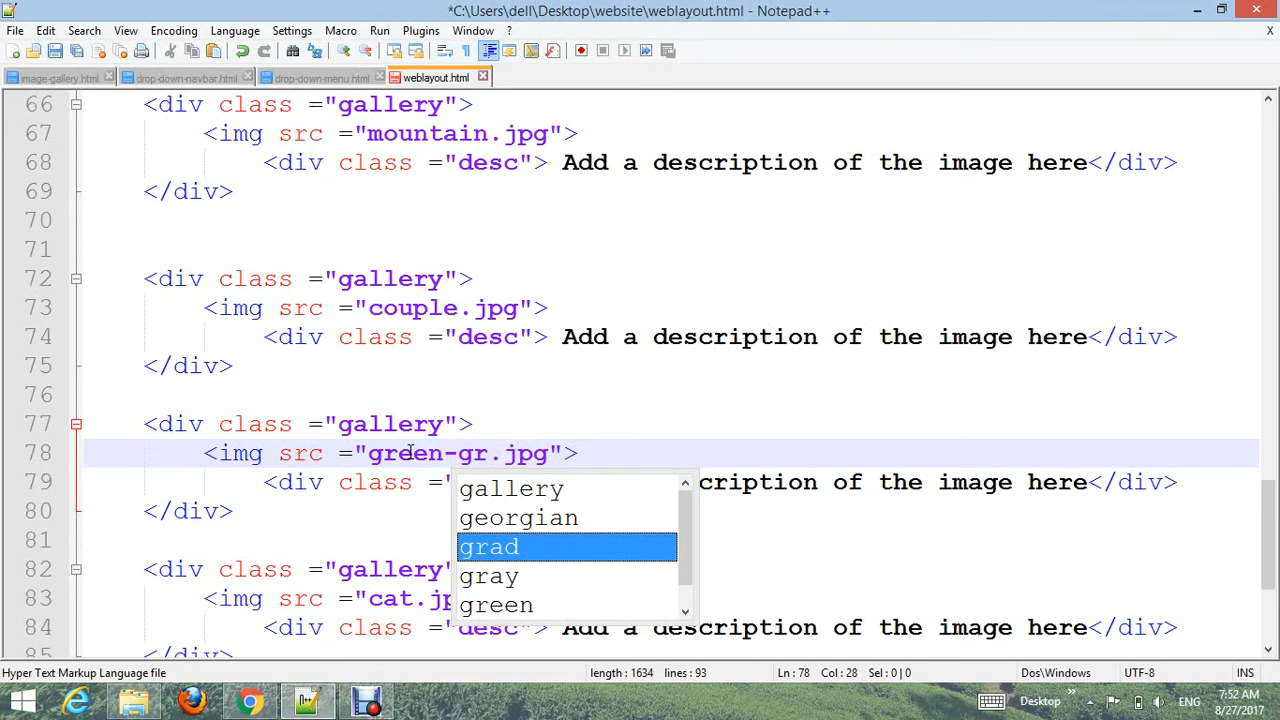 *C:\Users\dell\Desktop\website\weblayout.html - Notepad++
File Edit Search View Encoding Language Settings Macro Run Plugins Window ? X
image-gallery.html drop-down-navbar.html drop-down-menu.html weblayout.html
66 <div class ="gallery">
67 <img src ="mountain.jpg">
68 <div class ="desc"> Add a description of the image here</div>
69 </div>
70
71
72 <div class ="gallery">
73 <img src ="couple.jpg">
74 <div class ="desc"> Add a description of the image here</div>
75 </div>
76
77 <div class ="gallery">
78 <img src ="green-gr.jpg">
79 <div class =" cription of the image here</div>
80 </div>
81
82 <div class ="gallery
83 <img src ="cat.jp
84 <div class ="desc"> Add a description of the image here</div>
85 </div>
gallery
georgian
grad
gray
green
Hyper Text Markup Language file length : 1634 lines : 93 Ln : 78 Col : 28 Sel : 0 | 0 Dos\Windows UTF-8 INS
Desktop ENG 7:52 AM
8/27/2017